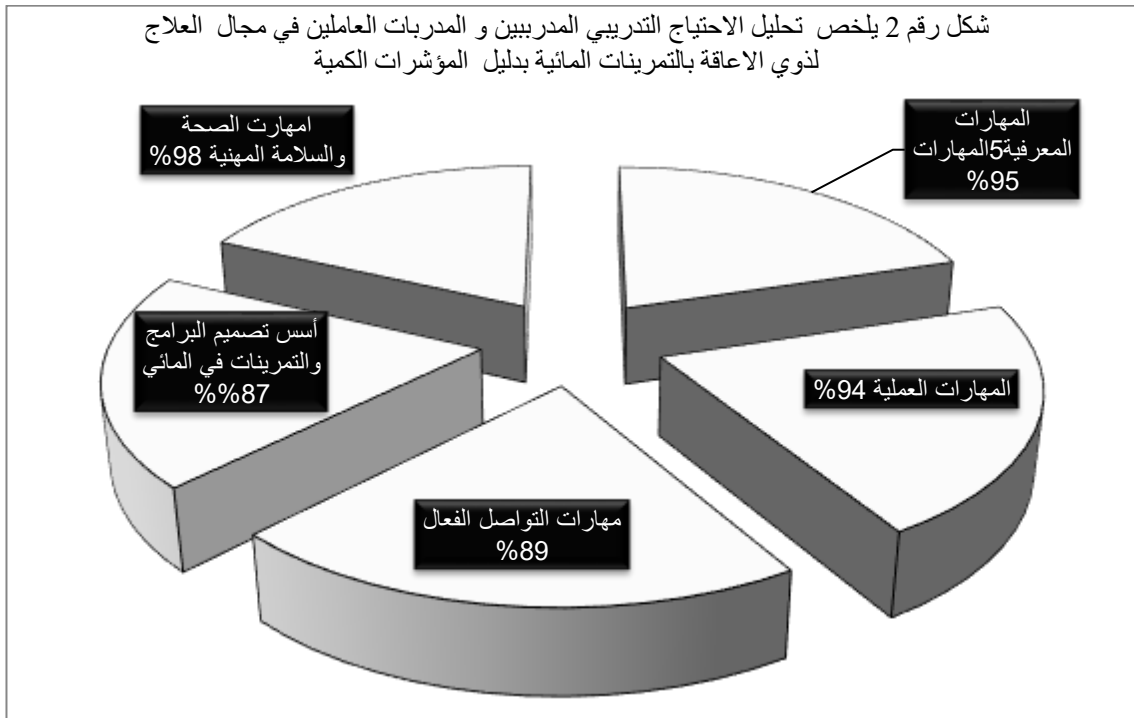 شكل رقم 2 يلخص تحليل الاحتياج التدريبي المدرببين و المدربات العاملين في مجال العلاج
لذوي الاعاقة بالتمرينات المائية بدليل المؤشرات الكمية
المهارات
المعرفية5المهارات
%95
امهارت الصحة
والسلامة المهنية 98%
المهارات العملية 94%
أسس تصميم البرامج
والتمرينات في المائي
%%87
مهارات التواصل الفعال
%89